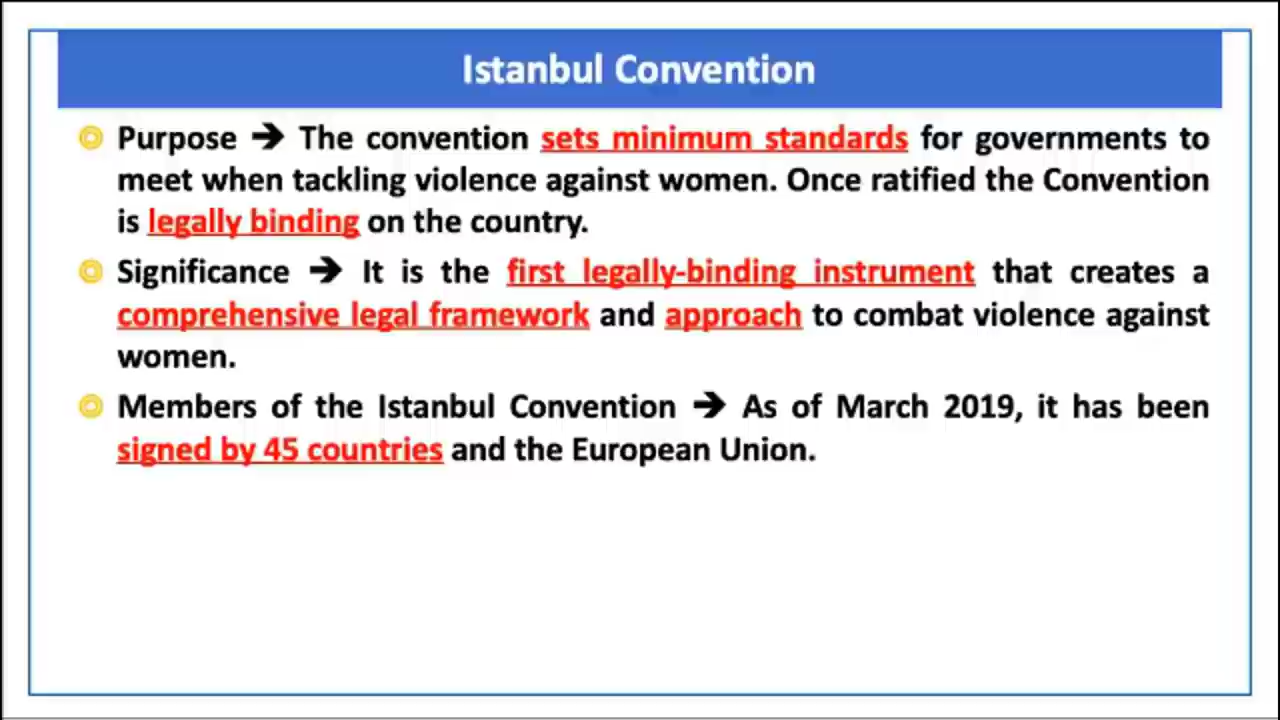 Istanbul Convention
Purpose ➔ The convention sets minimum standards for governments to
meet when tackling violence against women. Once ratified the Convention
is legally binding on the country.
Significance ➔ It is the first legally-binding instrument that creates a
comprehensive legal framework and approach to combat violence against
women.
Members of the Istanbul Convention ➔ As of March 2019, it has been
signed by 45 countries and the European Union.